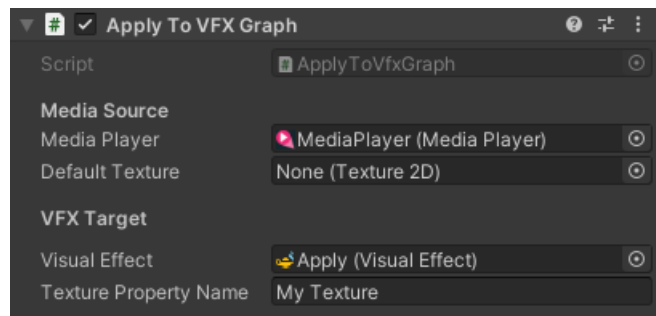 Apply To VFX Graph
Script ApplyToVfxGraph
Media Source
Media Player MediaPlayer (Media Player)
Default Texture None (Texture 2D)
VFX Target
Visual Effect Apply (Visual Effect)
Texture Property Name My Texture